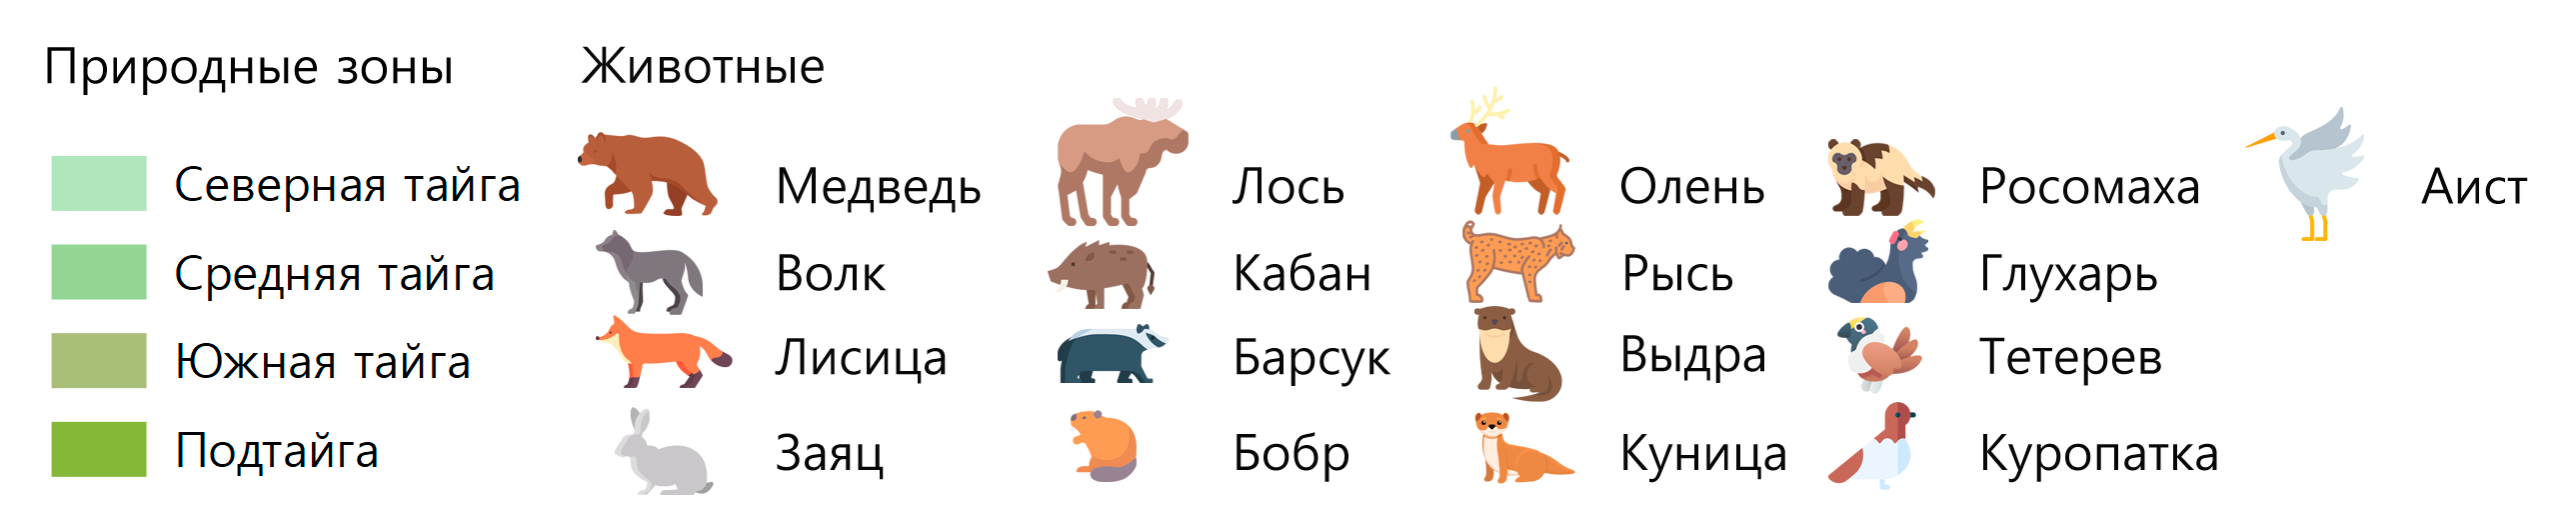 Природные зоны
Северная тайга
Средняя тайга
Южная тайга
Подтайга
Животные
Медведь
Волк
Лисица
Заяц
Лось
Кабан
Барсук
Бобр
Олень
Рысь
Выдра
Куница
Росомаха
Глухарь
Тетерев
Куропатка
Аист